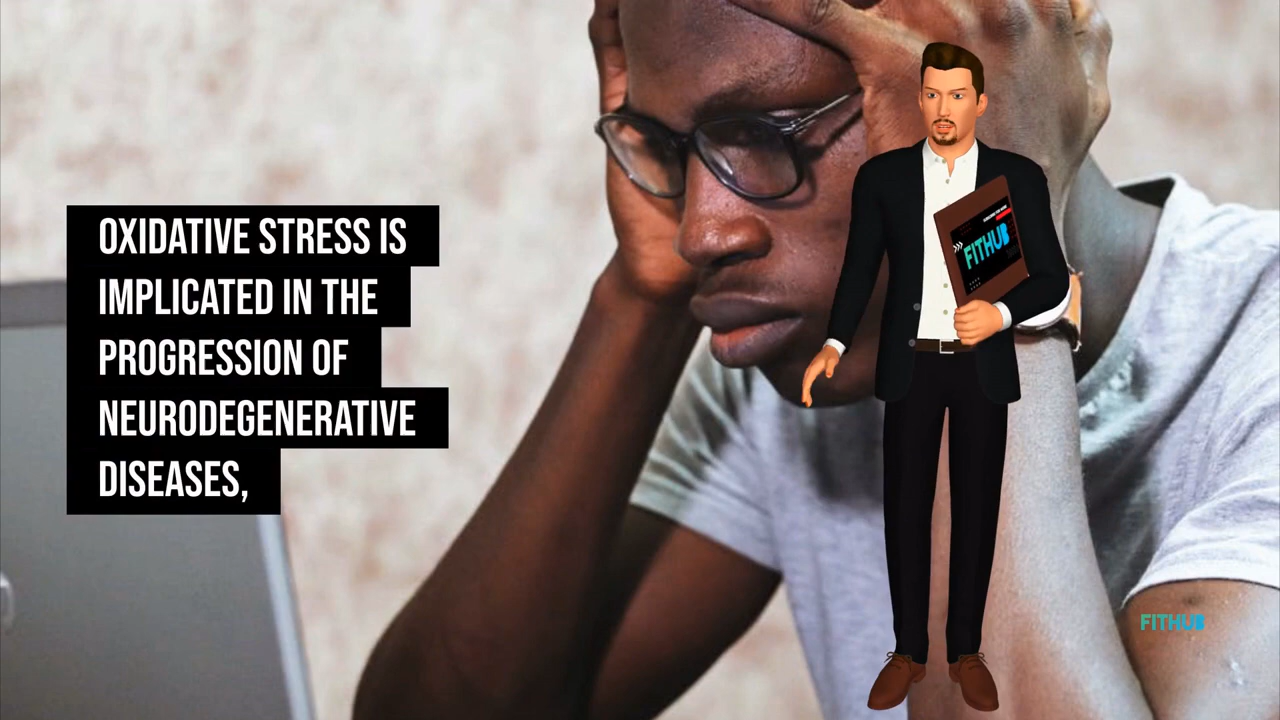 OXIDATIVE STRESS IS
IMPLICATED IN THE
PROGRESSION OF
NEURODEGENERATIVE
DISEASES,
FITHUB
FITHUB